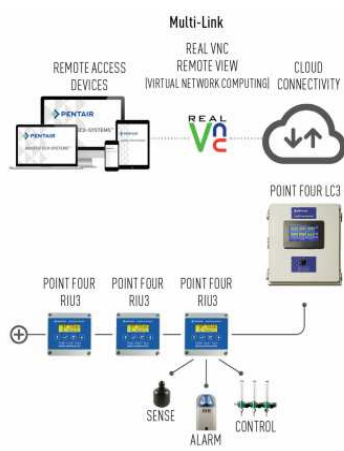 Multi-Link
REAL VNC
REMOTE VIEW
(VIRTUAL NETWORK COMPUTING)
REMOTE ACCESS
DEVICES
CLOUD
CONNECTIVITY
PENTAIR
PENTAIR
REAL
VNC
POINT FOUR LC3
POINT FOUR
RIU3
POINT FOUR
RIU3
POINT FOUR
RIU3
SENSE
ALARM
CONTROL